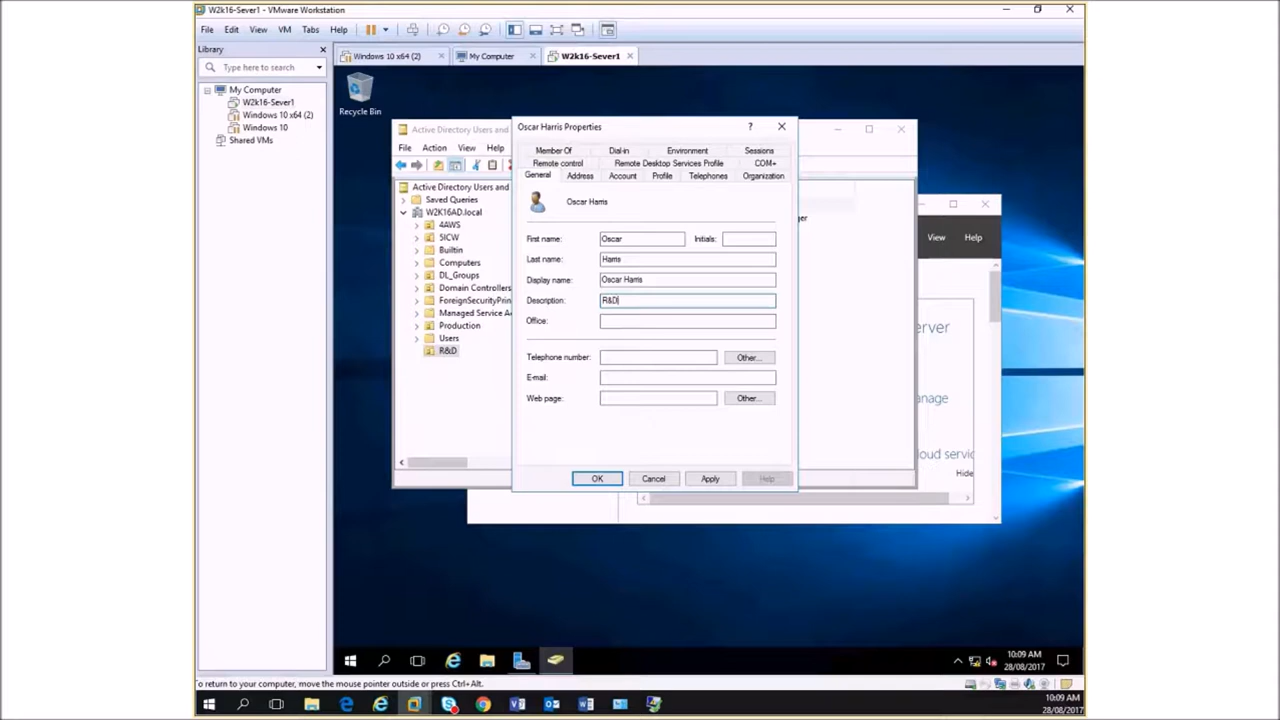 W2k16-Sever1 - VMware Workstation
File Edit View VM Tabs Help
Library
Type here to search
My Computer
W2k16-Sever1
Windows 10 x64 (2)
Windows 10
Shared VMs
Windows 10 x64 (2) My Computer W2k16-Sever1
Recycle Bin
Active Directory Users and
File Action View Help
Active Directory Users and
Saved Queries
W2K16AD.local
4AWS
5ICW
Builtin
Computers
DL_Groups
Domain Controllers
ForeignSecurityPrin
Managed Service A
Production
Users
R&D
Oscar Harris Properties
Member Of Dial-in Environment Sessions
Remote control Remote Desktop Services Profile COM+
General Address Account Profile Telephones Organization
Oscar Harris
First name: Oscar Initials:
Last name: Harris
Display name: Oscar Harris
Description: R&D
Office:
Telephone number: Other...
E-mail:
Web page: Other...
OK Cancel Apply Help
ger
View Help
erver
anage
oud servic
Hide
10:09 AM
28/08/2017
To return to your computer, move the mouse pointer outside or press Ctrl+Alt.
10:09 AM
28/08/2017